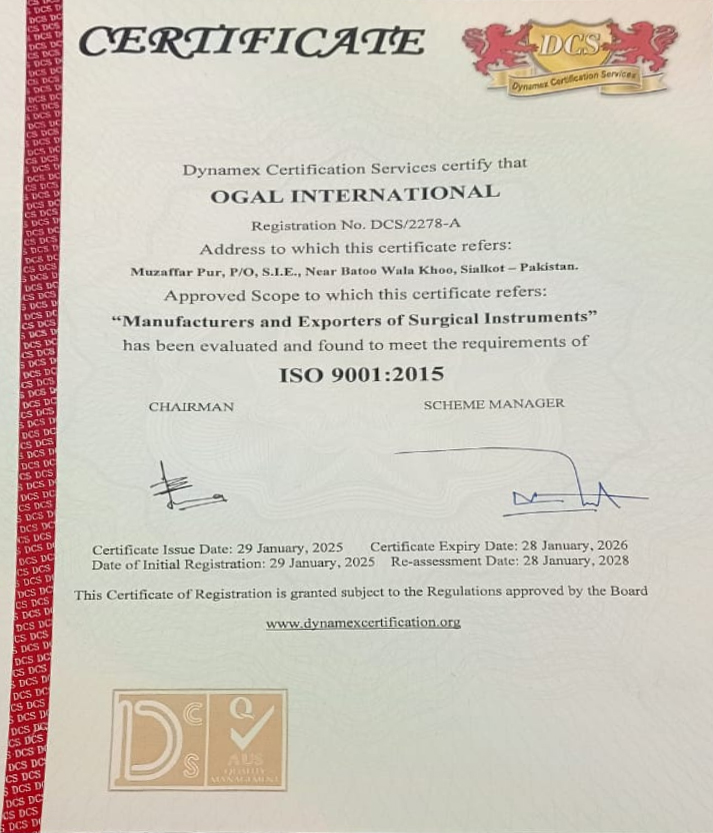 CERTIFICATE
DCS
Dynamex Certification Services
Dynamex Certification Services certify that
OGAL INTERNATIONAL
Registration No. DCS/2278-A
Address to which this certificate refers:
Muzaffar Pur, P/O, S.I.E., Near Batoo Wala Khoo, Sialkot – Pakistan.
Approved Scope to which this certificate refers:
“Manufacturers and Exporters of Surgical Instruments”
has been evaluated and found to meet the requirements of
ISO 9001:2015
CHAIRMAN SCHEME MANAGER
Certificate Issue Date: 29 January, 2025 Certificate Expiry Date: 28 January, 2026
Date of Initial Registration: 29 January, 2025 Re-assessment Date: 28 January, 2028
This Certificate of Registration is granted subject to the Regulations approved by the Board
www.dynamexcertification.org
DCS
Q
AUS
QUALITY
MANAGEMENT